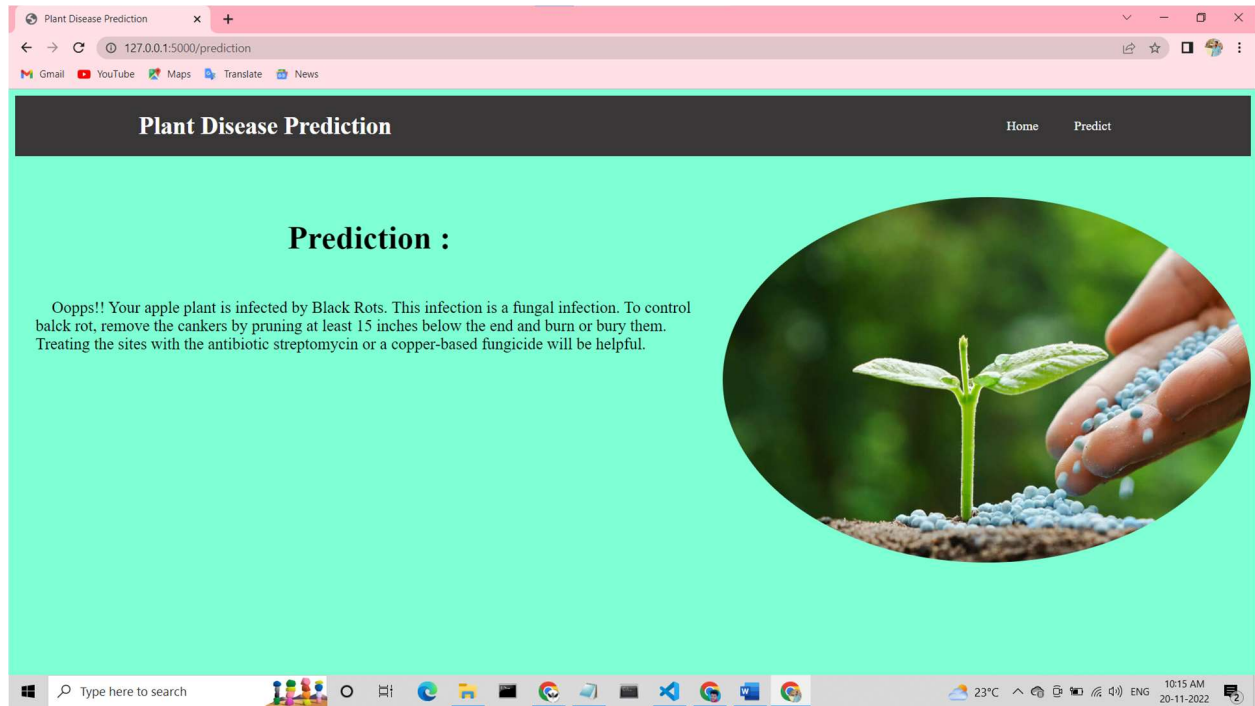 Plant Disease Prediction
127.0.0.1:5000/prediction
Gmail YouTube Maps Translate News
Plant Disease Prediction Home Predict
Prediction :
Oopps!! Your apple plant is infected by Black Rots. This infection is a fungal infection. To control
balck rot, remove the cankers by pruning at least 15 inches below the end and burn or bury them.
Treating the sites with the antibiotic streptomycin or a copper-based fungicide will be helpful.
Type here to search 23°C ENG 10:15 AM
20-11-2022 2